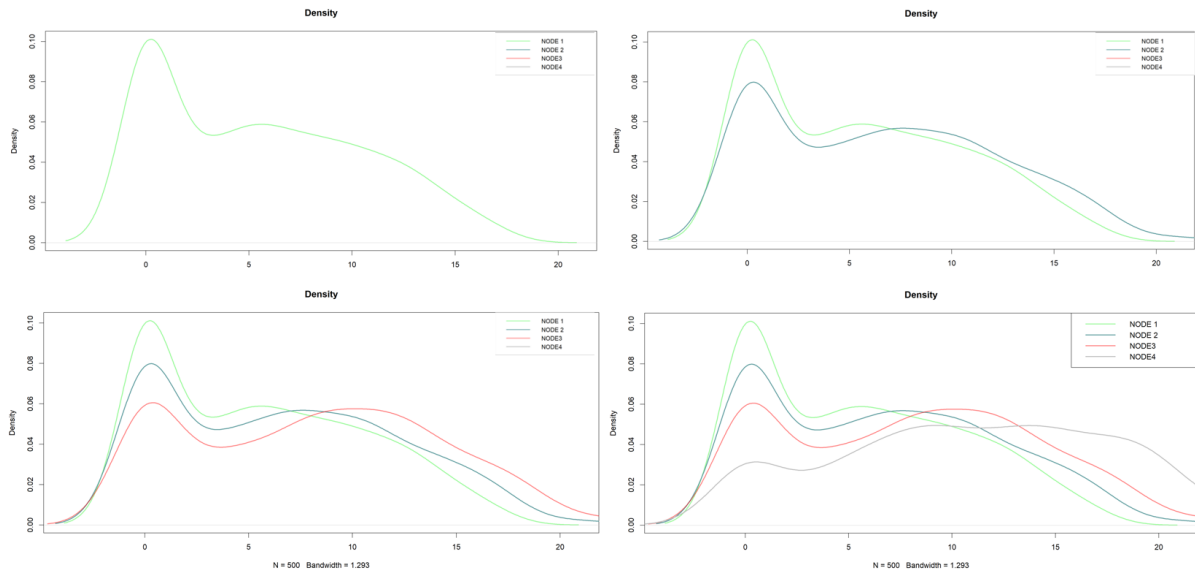 Density
Density
0.00 0.02 0.04 0.06 0.08 0.10
NODE 1
NODE 2
NODE3
NODE4
0 5 10 15 20
Density
Density
0.00 0.02 0.04 0.06 0.08 0.10
NODE 1
NODE 2
NODE3
NODE4
0 5 10 15 20
Density
Density
0.00 0.02 0.04 0.06 0.08 0.10
NODE 1
NODE 2
NODE3
NODE4
0 5 10 15 20
N = 500 Bandwidth = 1.293
Density
Density
0.00 0.02 0.04 0.06 0.08 0.10
NODE 1
NODE 2
NODE3
NODE4
0 5 10 15 20
N = 500 Bandwidth = 1.293